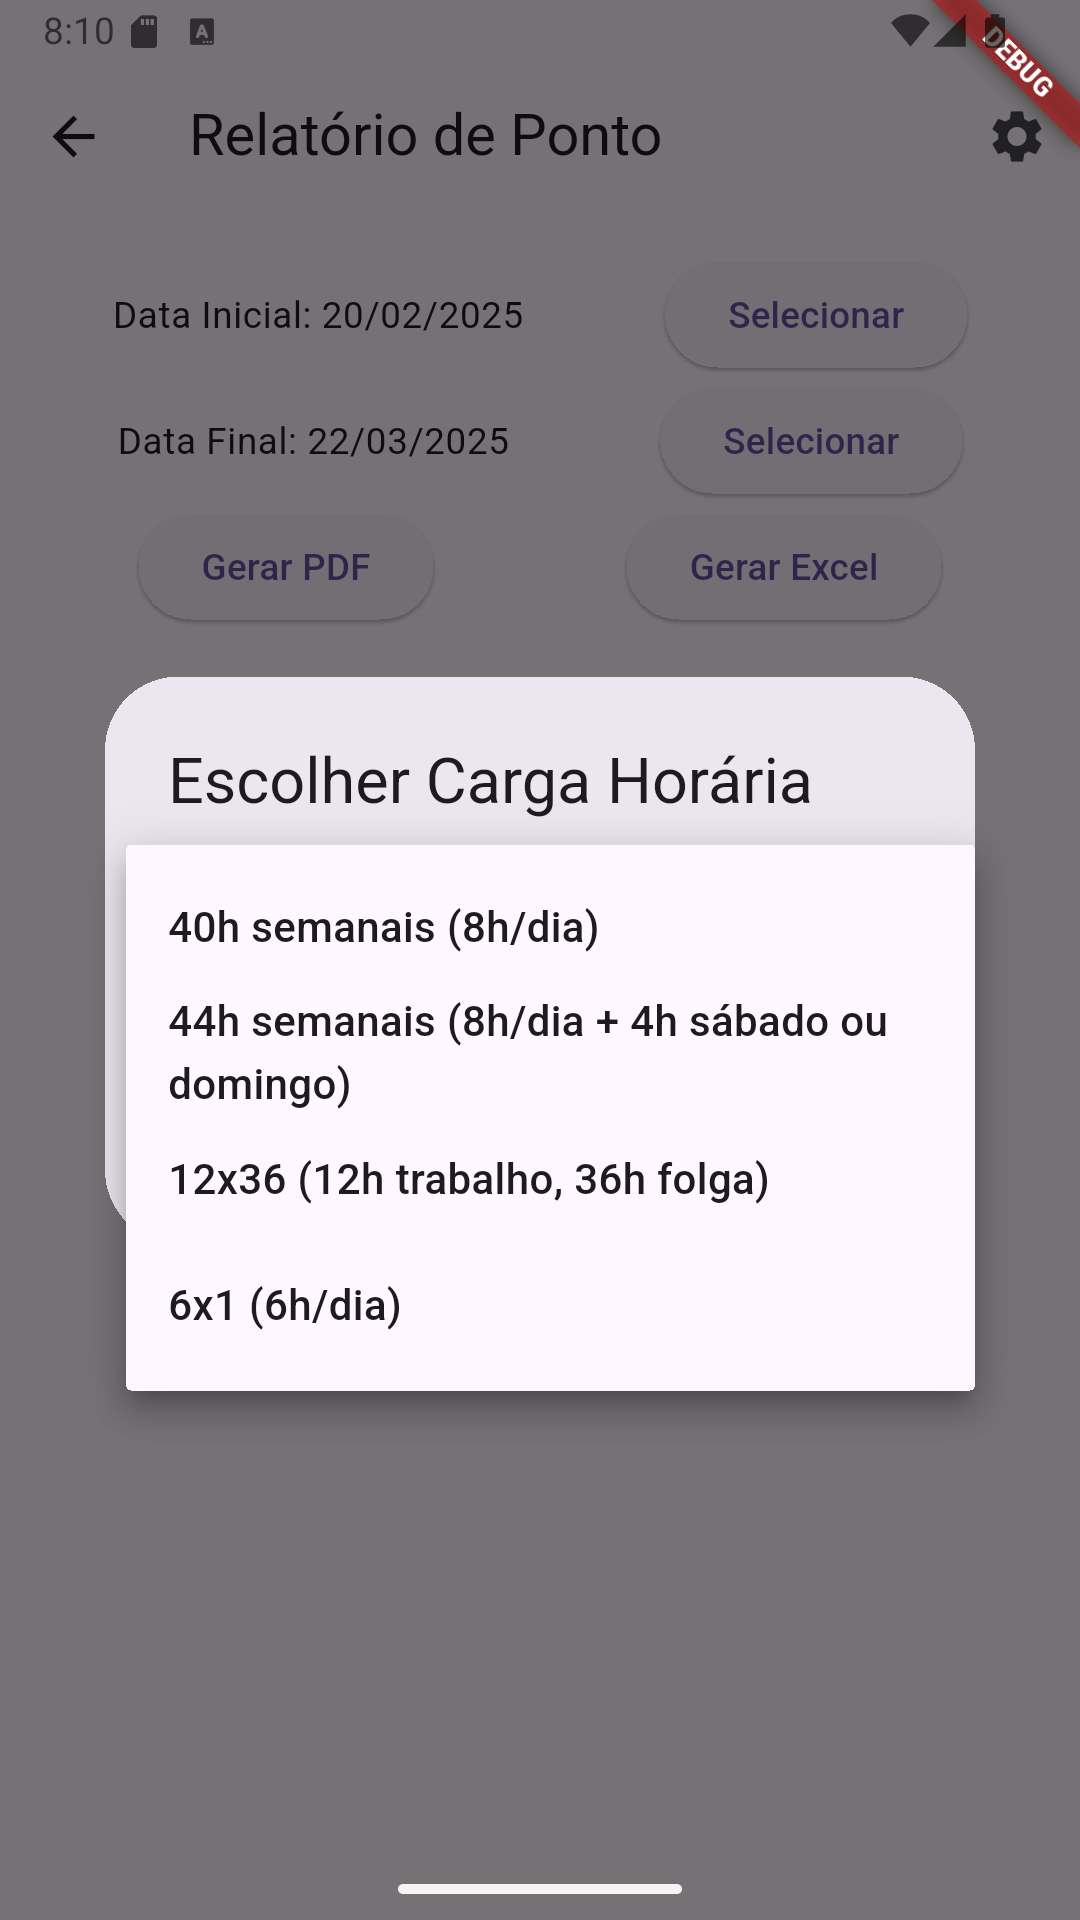 8:10
DEBUG
Relatório de Ponto
Data Inicial: 20/02/2025
Selecionar
Data Final: 22/03/2025
Selecionar
Gerar PDF
Gerar Excel
Escolher Carga Horária
40h semanais (8h/dia)
44h semanais (8h/dia + 4h sábado ou
domingo)
12x36 (12h trabalho, 36h folga)
6x1 (6h/dia)